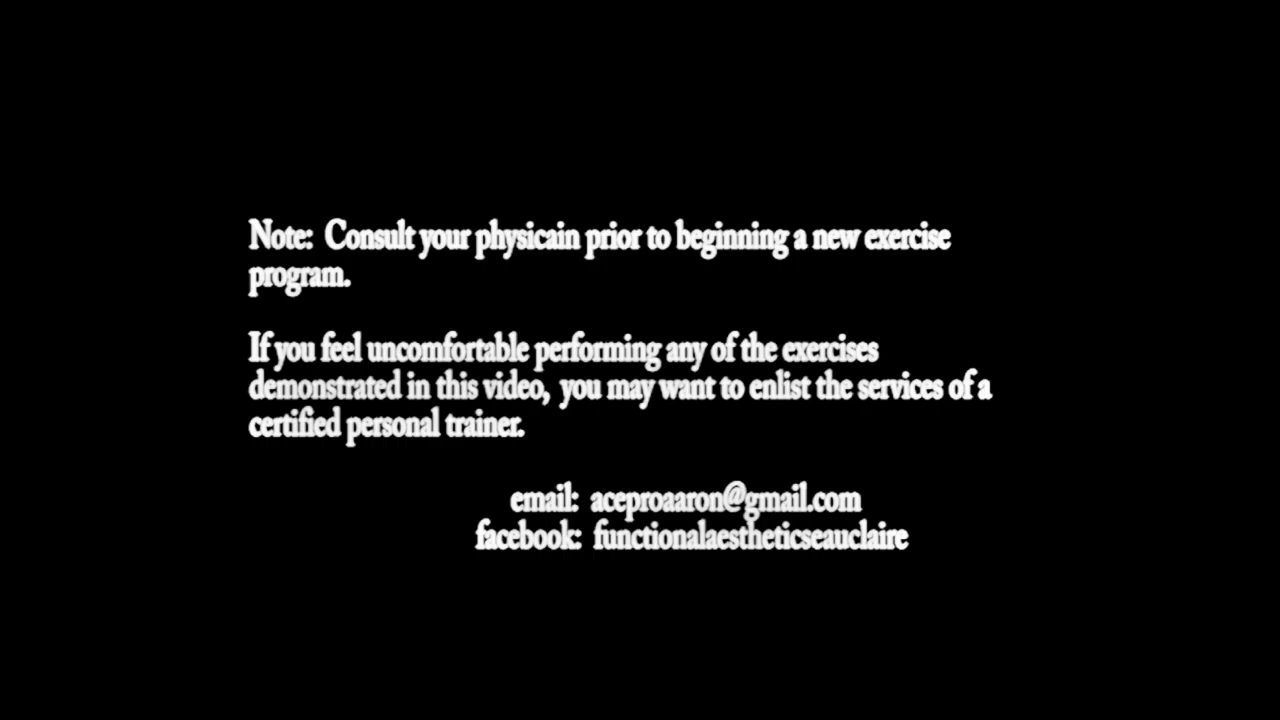 Note: Consult your physicain prior to beginning a new exercise
program.
If you feel uncomfortable performing any of the exercises
demonstrated in this video, you may want to enlist the services of a
certified personal trainer.
email: aceproaaron@gmail.com
facebook: functionalaestheticseauclaire